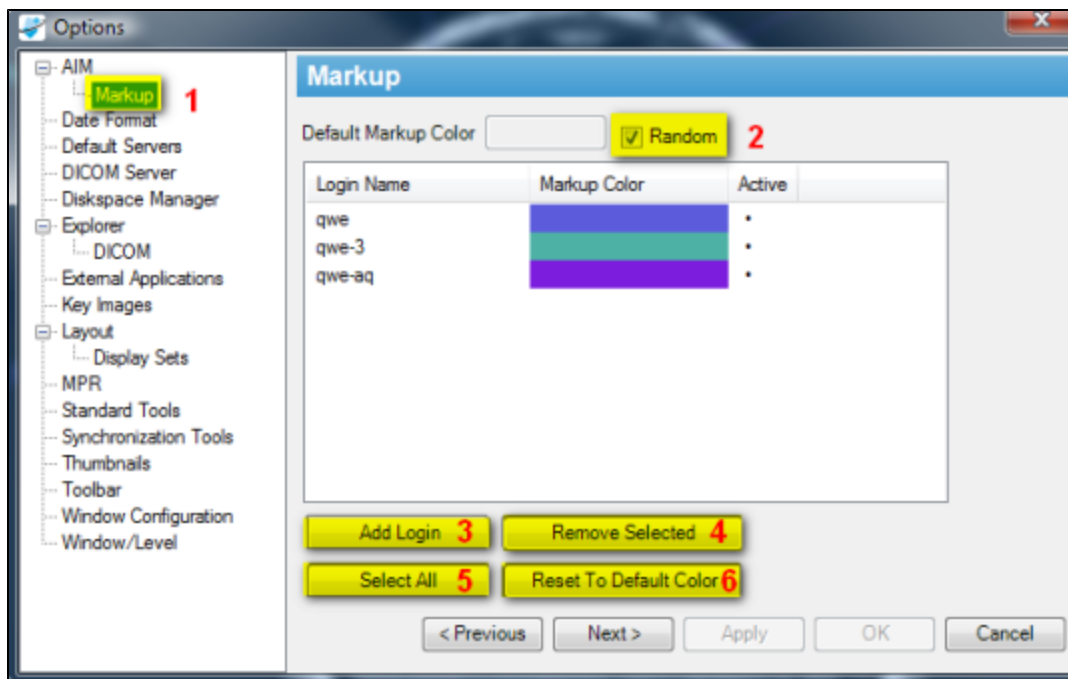 Options
AIM
Markup 1
Date Format
Default Servers
DICOM Server
Diskspace Manager
Explorer
DICOM
External Applications
Key Images
Layout
Display Sets
MPR
Standard Tools
Synchronization Tools
Thumbnails
Toolbar
Window Configuration
Window/Level
Markup
Default Markup Color Random 2
Login Name Markup Color Active
qwe •
qwe-3 •
qwe-aq •
Add Login 3 Remove Selected 4
Select All 5 Reset To Default Color 6
< Previous Next > Apply OK Cancel